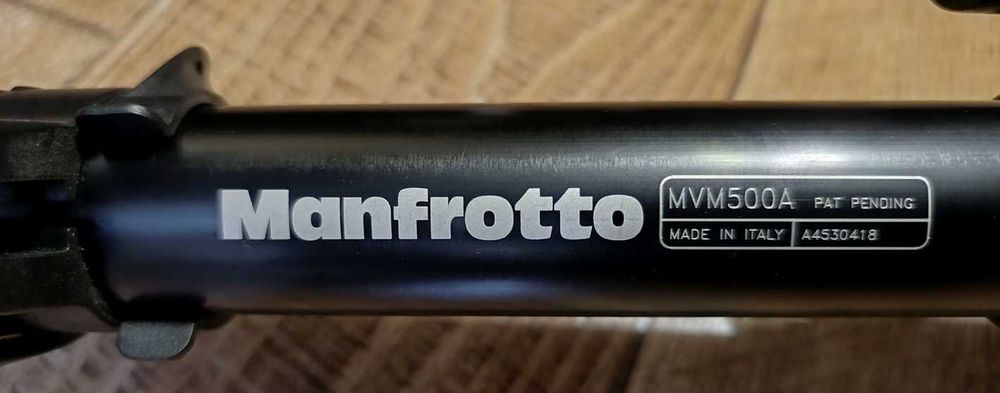 Manfrotto
MVM500A PAT PENDING
MADE IN ITALY A4530418